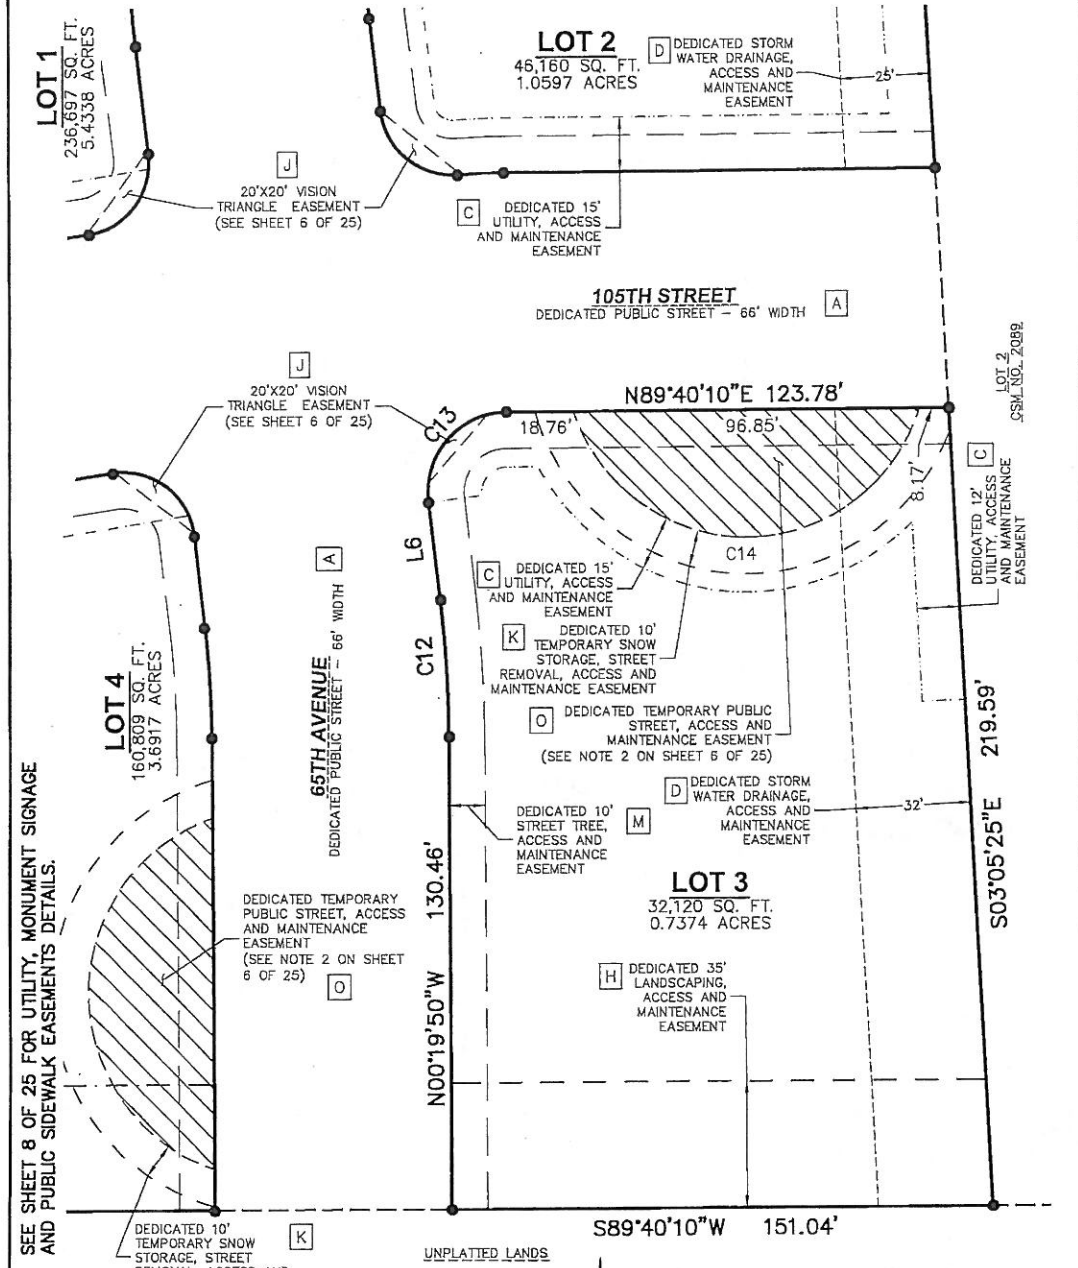 LOT 1
236,697 SQ. FT.
5.4338 ACRES
LOT 2
46,160 SQ. FT.
1.0597 ACRES
D
DEDICATED STORM
WATER DRAINAGE,
ACCESS AND
MAINTENANCE
EASEMENT
25'
J
20'X20' VISION
TRIANGLE EASEMENT
(SEE SHEET 6 OF 25)
C
DEDICATED 15'
UTILITY, ACCESS
AND MAINTENANCE
EASEMENT
105TH STREET
DEDICATED PUBLIC STREET – 66' WIDTH
A
LOT 2
CSM NO. 2089
J
20'X20' VISION
TRIANGLE EASEMENT
(SEE SHEET 6 OF 25)
N89°40'10"E 123.78'
C13
18.76'
96.85'
8.17'
C14
C
DEDICATED 12'
UTILITY, ACCESS
AND MAINTENANCE
EASEMENT
L6
C
DEDICATED 15'
UTILITY, ACCESS
AND MAINTENANCE
EASEMENT
K
DEDICATED 10'
TEMPORARY SNOW
STORAGE, STREET
REMOVAL, ACCESS AND
MAINTENANCE EASEMENT
C12
A
65TH AVENUE
DEDICATED PUBLIC STREET – 66' WIDTH
LOT 4
160,809 SQ. FT.
3.6917 ACRES
O
DEDICATED TEMPORARY PUBLIC
STREET, ACCESS AND
MAINTENANCE EASEMENT
(SEE NOTE 2 ON SHEET 6 OF 25)
D
DEDICATED STORM
WATER DRAINAGE,
ACCESS AND
MAINTENANCE
EASEMENT
32'
DEDICATED 10'
STREET TREE,
ACCESS AND
MAINTENANCE
EASEMENT
M
S03°05'25"E 219.59'
LOT 3
32,120 SQ. FT.
0.7374 ACRES
N00°19'50"W 130.46'
DEDICATED TEMPORARY
PUBLIC STREET, ACCESS
AND MAINTENANCE
EASEMENT
(SEE NOTE 2 ON SHEET
6 OF 25)
O
H
DEDICATED 35'
LANDSCAPING,
ACCESS AND
MAINTENANCE
EASEMENT
SEE SHEET 8 OF 25 FOR UTILITY, MONUMENT SIGNAGE
AND PUBLIC SIDEWALK EASEMENTS DETAILS.
S89°40'10"W 151.04'
DEDICATED 10'
TEMPORARY SNOW
STORAGE, STREET
K
UNPLATTED LANDS